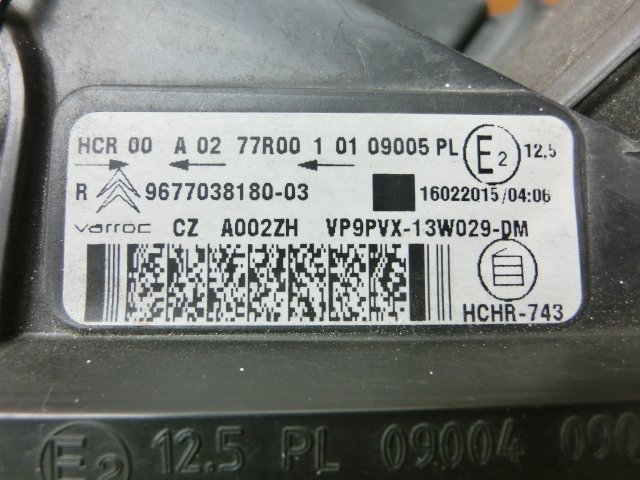 HCR 00 A 02 77R00 1 01 09005 PL E2 12,5
R 9677038180-03 16022015/04:06
varroc CZ A002ZH VP9PVX-13W029-DM
HCHR-743
E2 12.5 PL 09004 090